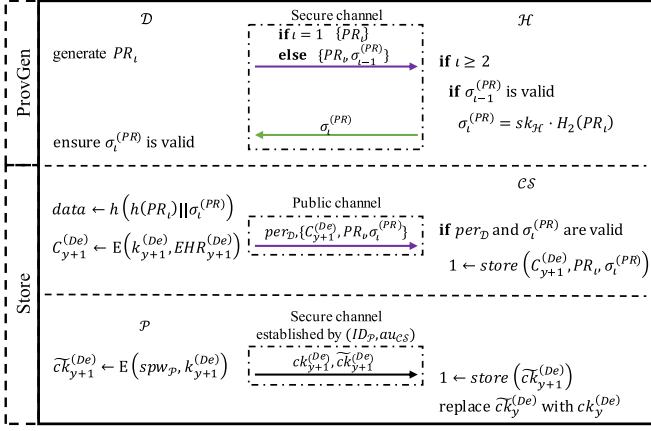 ProvGen
𝒟
Secure channel
ℋ
generate PR_ι
if ι = 1 {PR_ι}
else {PR_ι, σ_{ι−1}^{(PR)}}
if ι ≥ 2
if σ_{ι−1}^{(PR)} is valid
σ_ι^{(PR)} = sk_ℋ · H_2(PR_ι)
σ_ι^{(PR)}
ensure σ_ι^{(PR)} is valid
Store
𝒞𝒮
data ← h(h(PR_ι)||σ_ι^{(PR)})
Public channel
C_{y+1}^{(De)} ← E(k_{y+1}^{(De)}, EHR_{y+1}^{(De)})
per_𝒟, {C_{y+1}^{(De)}, PR_ι, σ_ι^{(PR)}}
if per_𝒟 and σ_ι^{(PR)} are valid
1 ← store(C_{y+1}^{(De)}, PR_ι, σ_ι^{(PR)})
𝒫
Secure channel
established by (ID_𝒫, au_{𝒞𝒮})
c͠k_{y+1}^{(De)} ← E(spw_𝒫, k_{y+1}^{(De)})
ck_{y+1}^{(De)}, c͠k_{y+1}^{(De)}
1 ← store(c͠k_{y+1}^{(De)})
replace c͠k_y^{(De)} with ck_y^{(De)}